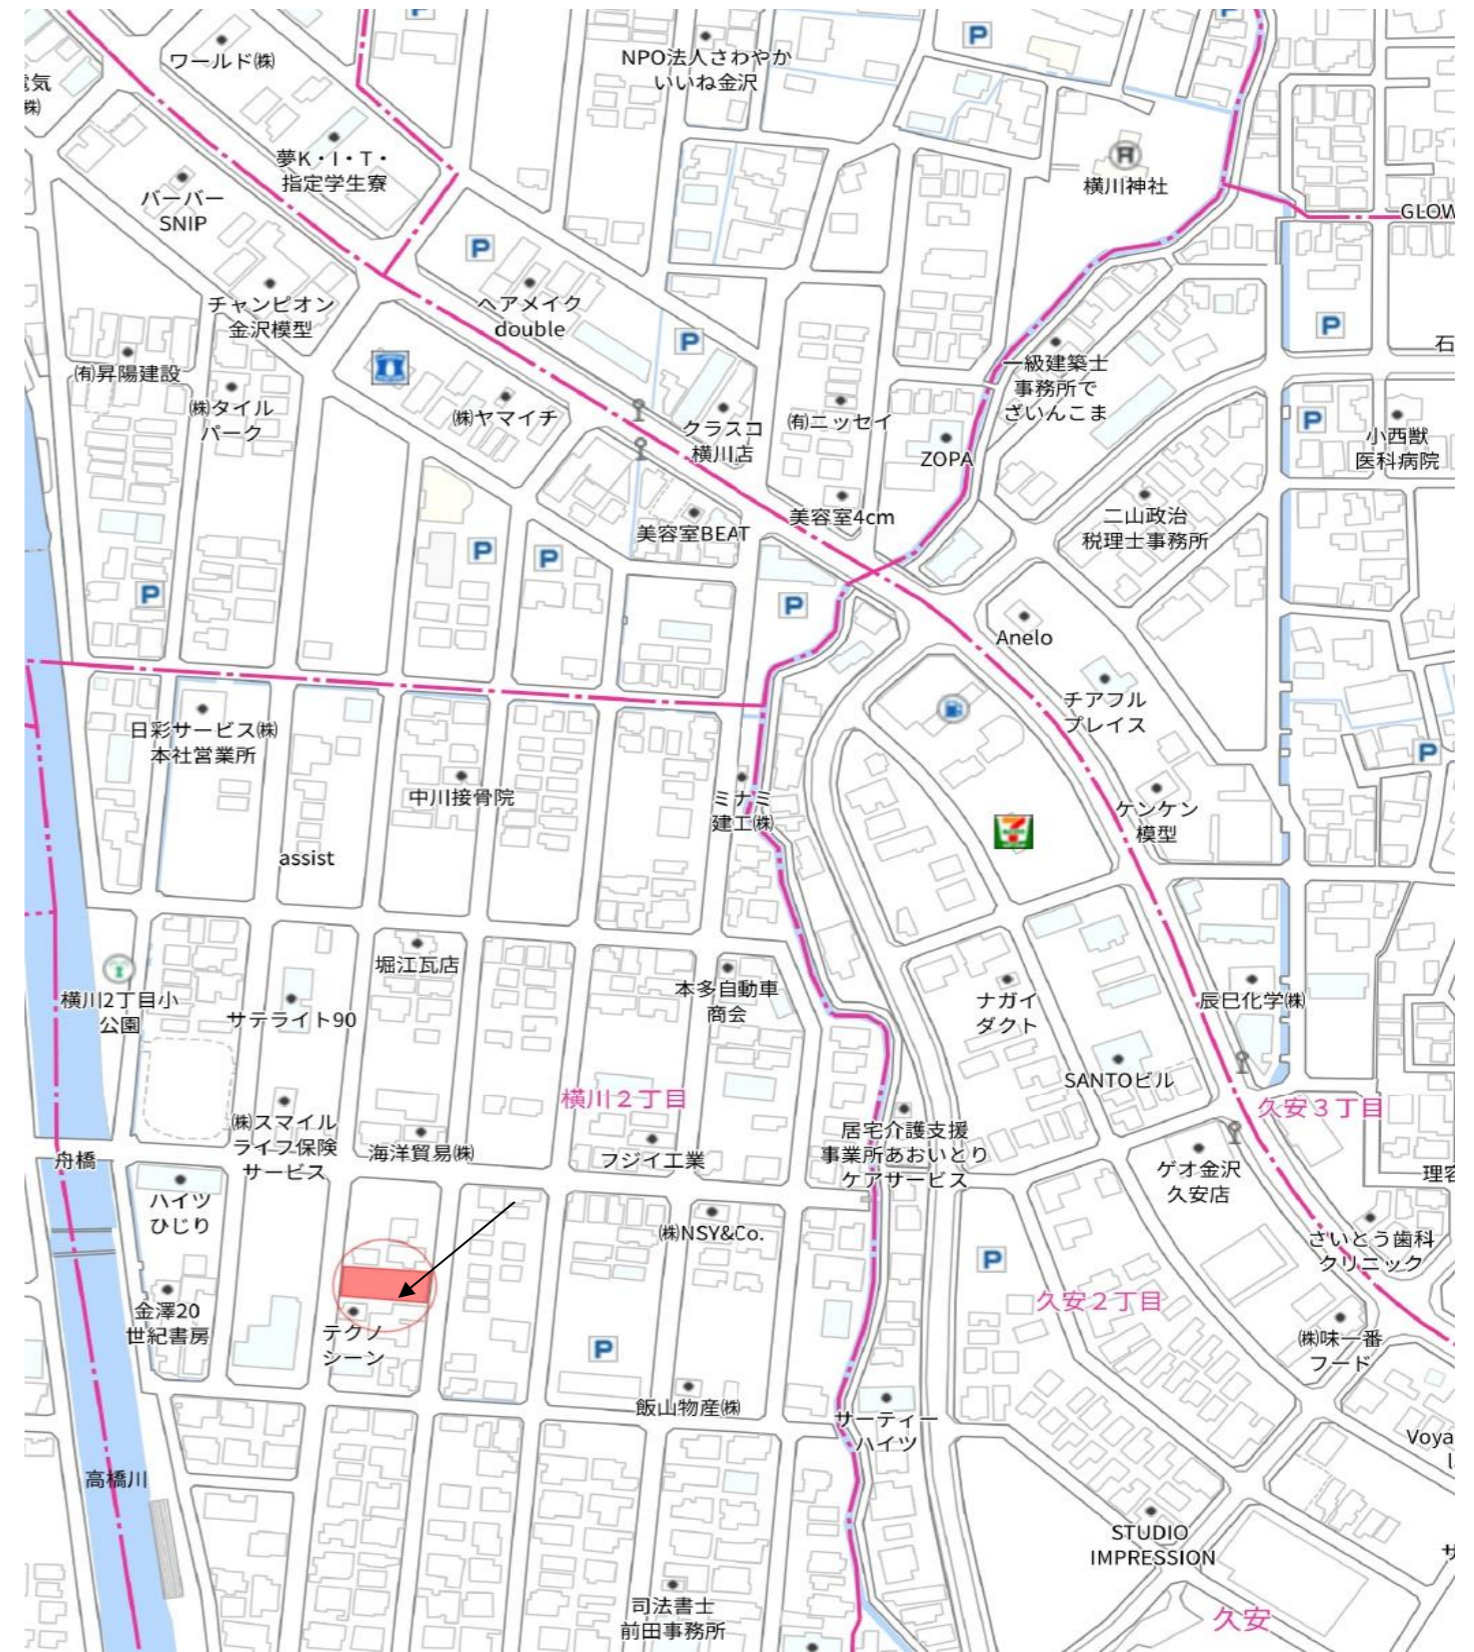 NPO法人さわやか
いいね金沢
ワールド㈱
電気
㈱
夢K・I・T・
指定学生寮
横川神社
バーバー
SNIP
GLOW
チャンピオン
金沢模型
ヘアメイク
double
㈲昇陽建設
㈱タイル
パーク
㈱ヤマイチ
クラスコ
横川店
㈲ニッセイ
一級建築士
事務所で
ざいんこま
石
小西獣
医科病院
ZOPA
美容室4cm
美容室BEAT
二山政治
税理士事務所
Anelo
チアフル
プレイス
日彩サービス㈱
本社営業所
中川接骨院
ミナミ
建工㈱
ケンケン
模型
assist
堀江瓦店
横川2丁目小
公園
サテライト90
本多自動車
商会
ナガイ
ダクト
辰巳化学㈱
SANTOビル
横川２丁目
久安３丁目
㈱スマイル
ライフ保険
サービス
海洋貿易㈱
フジイ工業
居宅介護支援
事業所あおいとり
ケアサービス
舟橋
ハイツ
ひじり
ゲオ金沢
久安店
理容
㈱NSY&Co.
さいとう歯科
クリニック
金澤20
世紀書房
テクノ
シーン
久安２丁目
㈱味一番
フード
飯山物産㈱
サーティー
ハイツ
Voya
高橋川
STUDIO
IMPRESSION
サ
司法書士
前田事務所
久安
P
P
P
P
P
P
P
P
P
P
P
P
P
P